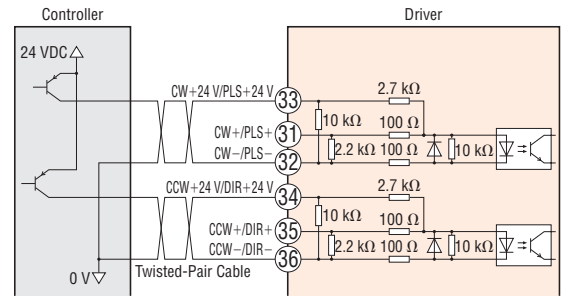 Controller
Driver
24 VDC
CW+24 V/PLS+24 V
33
2.7 kΩ
10 kΩ
100 Ω
CW+/PLS+
31
CW−/PLS−
32
2.2 kΩ
100 Ω
10 kΩ
CCW+24 V/DIR+24 V
34
2.7 kΩ
10 kΩ
100 Ω
CCW+/DIR+
35
CCW−/DIR−
36
2.2 kΩ
100 Ω
10 kΩ
0 V
Twisted-Pair Cable